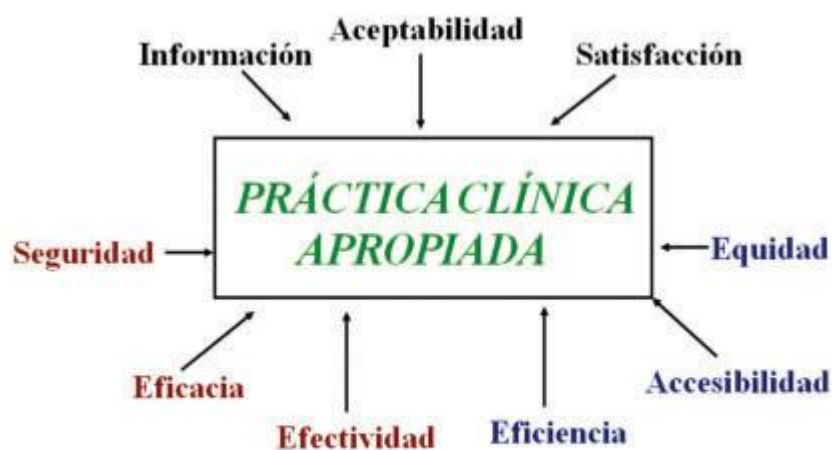 Aceptabilidad
Información
Satisfacción
PRÁCTICA CLÍNICA
APROPIADA
Seguridad
Equidad
Eficacia
Accesibilidad
Efectividad
Eficiencia